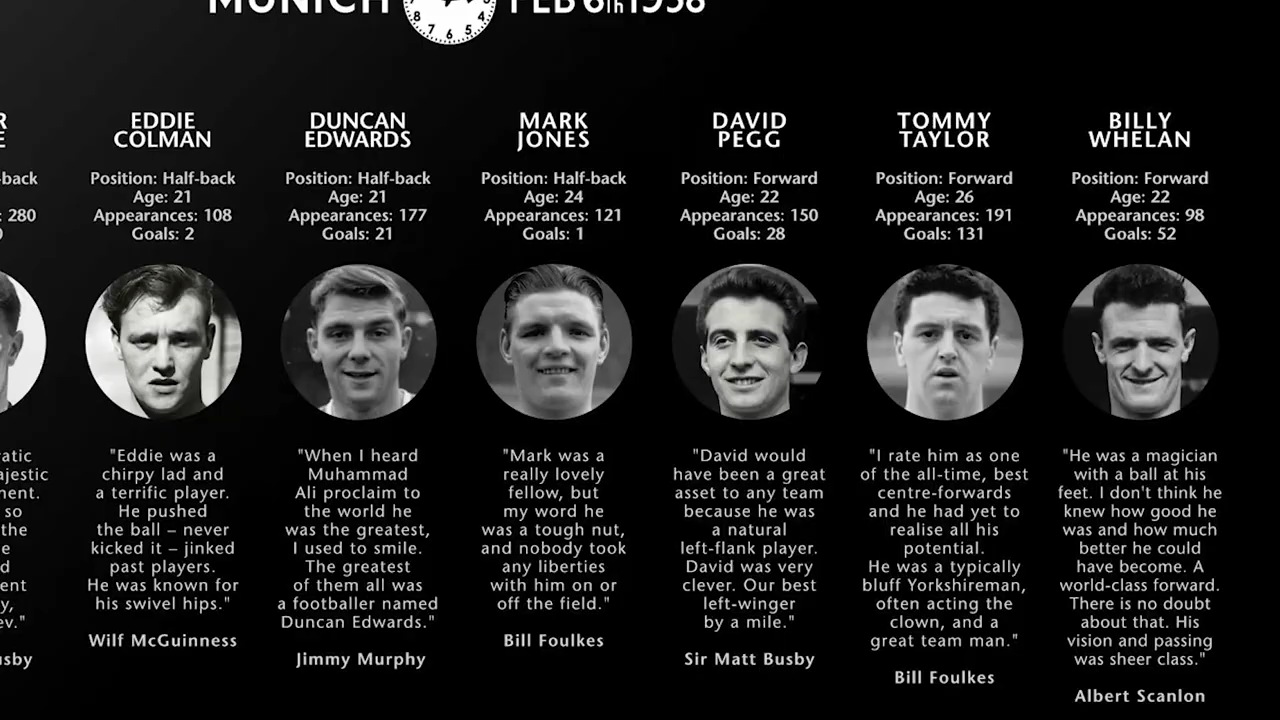 MUNICH FEB 6th 1958
8 7 6 5 4
EDDIE
COLMAN
Position: Half-back
Age: 21
Appearances: 108
Goals: 2
"Eddie was a
chirpy lad and
a terrific player.
He pushed
the ball – never
kicked it – jinked
past players.
He was known for
his swivel hips."
Wilf McGuinness
DUNCAN
EDWARDS
Position: Half-back
Age: 21
Appearances: 177
Goals: 21
"When I heard
Muhammad
Ali proclaim to
the world he
was the greatest,
I used to smile.
The greatest
of them all was
a footballer named
Duncan Edwards."
Jimmy Murphy
MARK
JONES
Position: Half-back
Age: 24
Appearances: 121
Goals: 1
"Mark was a
really lovely
fellow, but
my word he
was a tough nut,
and nobody took
any liberties
with him on or
off the field."
Bill Foulkes
DAVID
PEGG
Position: Forward
Age: 22
Appearances: 150
Goals: 28
"David would
have been a great
asset to any team
because he was
a natural
left-flank player.
David was very
clever. Our best
left-winger
by a mile."
Sir Matt Busby
TOMMY
TAYLOR
Position: Forward
Age: 26
Appearances: 191
Goals: 131
"I rate him as one
of the all-time, best
centre-forwards
and he had yet to
realise all his
potential.
He was a typically
bluff Yorkshireman,
often acting the
clown, and a
great team man."
Bill Foulkes
BILLY
WHELAN
Position: Forward
Age: 22
Appearances: 98
Goals: 52
"He was a magician
with a ball at his
feet. I don't think he
knew how good he
was and how much
better he could
have become. A
world-class forward.
There is no doubt
about that. His
vision and passing
was sheer class."
Albert Scanlon